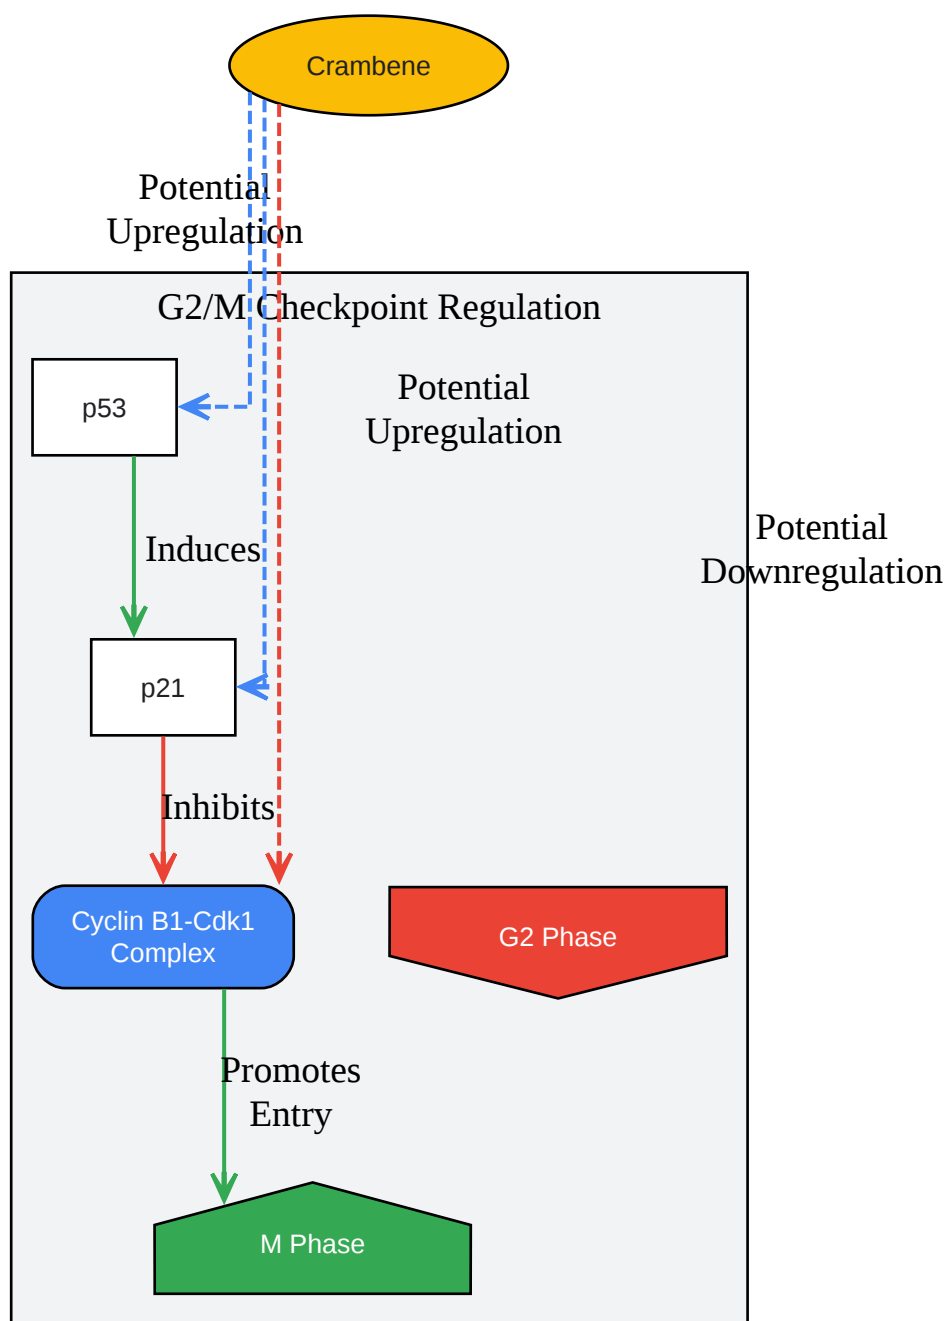 Crambene
Potential
Upregulation
G2/M Checkpoint Regulation
p53
Potential
Upregulation
Induces
Potential
Downregulation
p21
Inhibits
Cyclin B1-Cdk1
Complex
G2 Phase
Promotes
Entry
M Phase